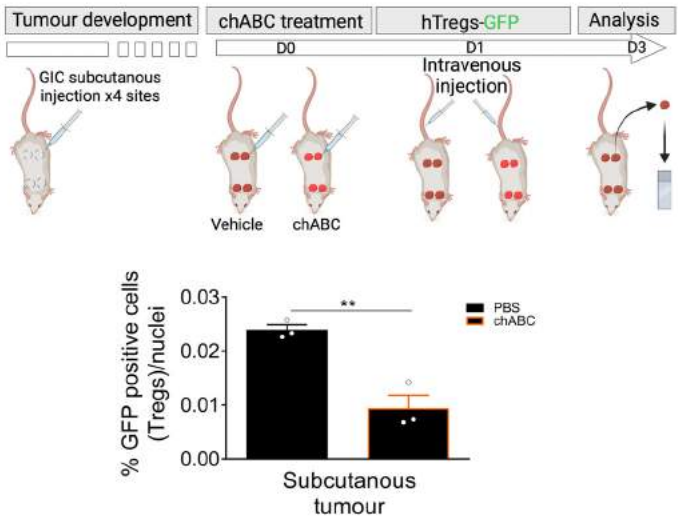 Tumour development
chABC treatment
hTregs-GFP
Analysis
D0
D1
D3
GIC subcutanous
injection x4 sites
Intravenous
injection
Vehicle
chABC
% GFP positive cells
(Tregs)/nuclei
0.03
0.02
0.01
0.00
**
PBS
chABC
Subcutanous
tumour